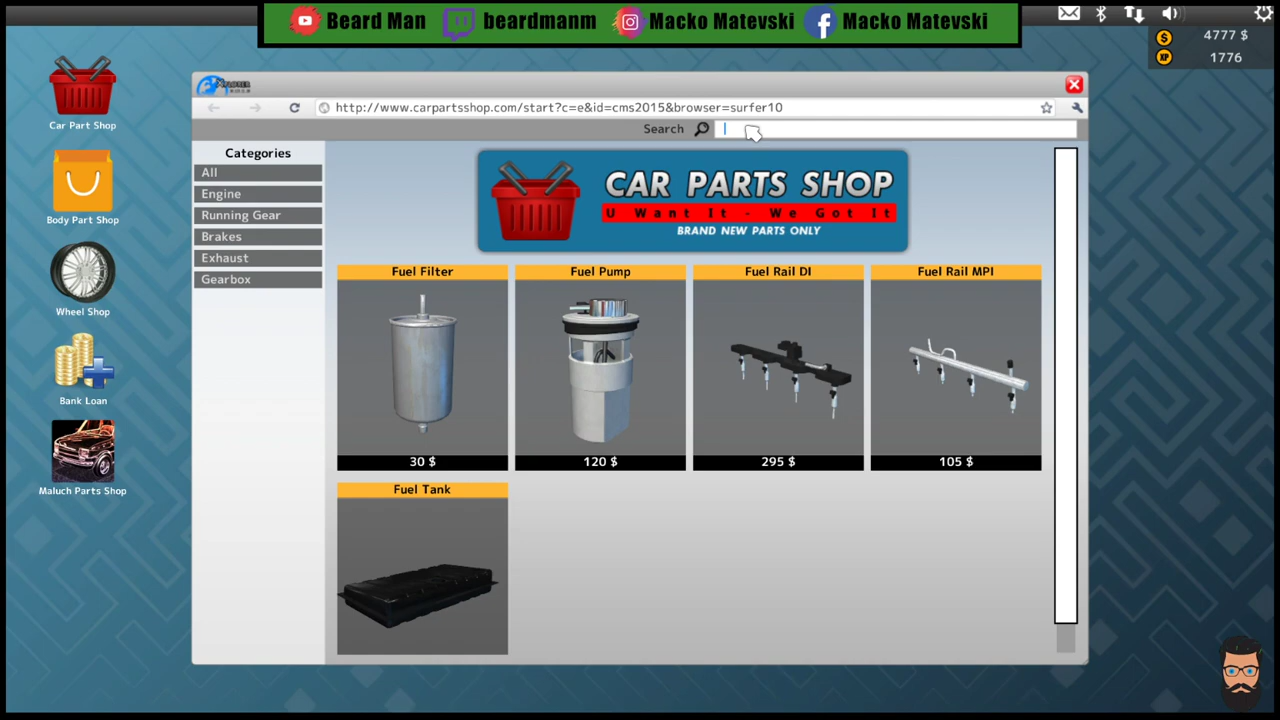 Beard Man beardmanm Macko Matevski Macko Matevski
4777 $
XP 1776
Car Part Shop
Body Part Shop
Wheel Shop
Bank Loan
Maluch Parts Shop
http://www.carpartsshop.com/start?c=e&id=cms2015&browser=surfer10
Search
Categories
All
Engine
Running Gear
Brakes
Exhaust
Gearbox
CAR PARTS SHOP
U Want It - We Got It
BRAND NEW PARTS ONLY
Fuel Filter
30 $
Fuel Pump
120 $
Fuel Rail DI
295 $
Fuel Rail MPI
105 $
Fuel Tank